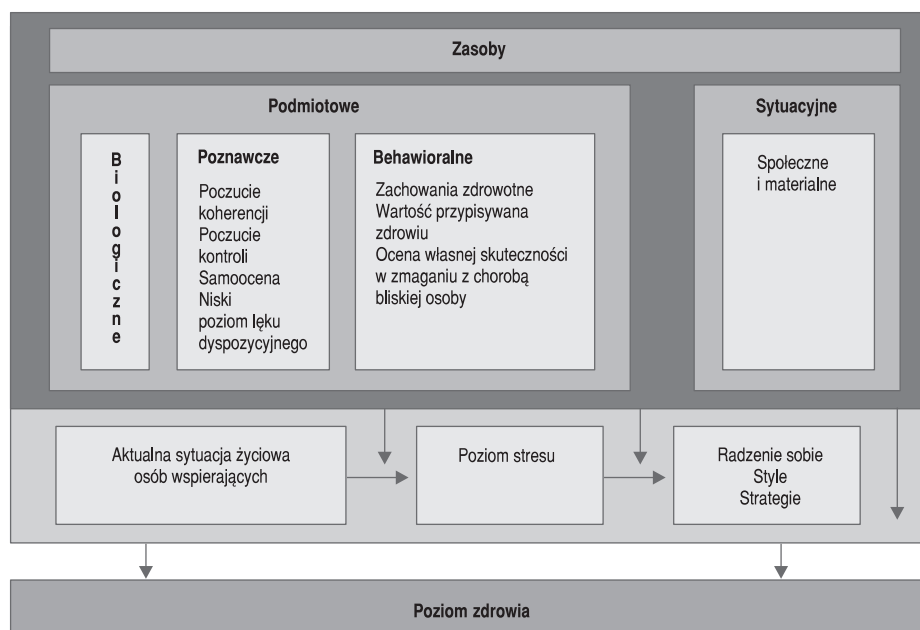 Zasoby
Podmiotowe
Biologiczne
Poznawcze
Poczucie
koherencji
Poczucie
kontroli
Samoocena
Niski
poziom lęku
dyspozycyjnego
Behawioralne
Zachowania zdrowotne
Wartość przypisywana
zdrowiu
Ocena własnej skuteczności
w zmaganiu z chorobą
bliskiej osoby
Sytuacyjne
Społeczne
i materialne
Aktualna sytuacja życiowa
osób wspierających
Poziom stresu
Radzenie sobie
Style
Strategie
Poziom zdrowia